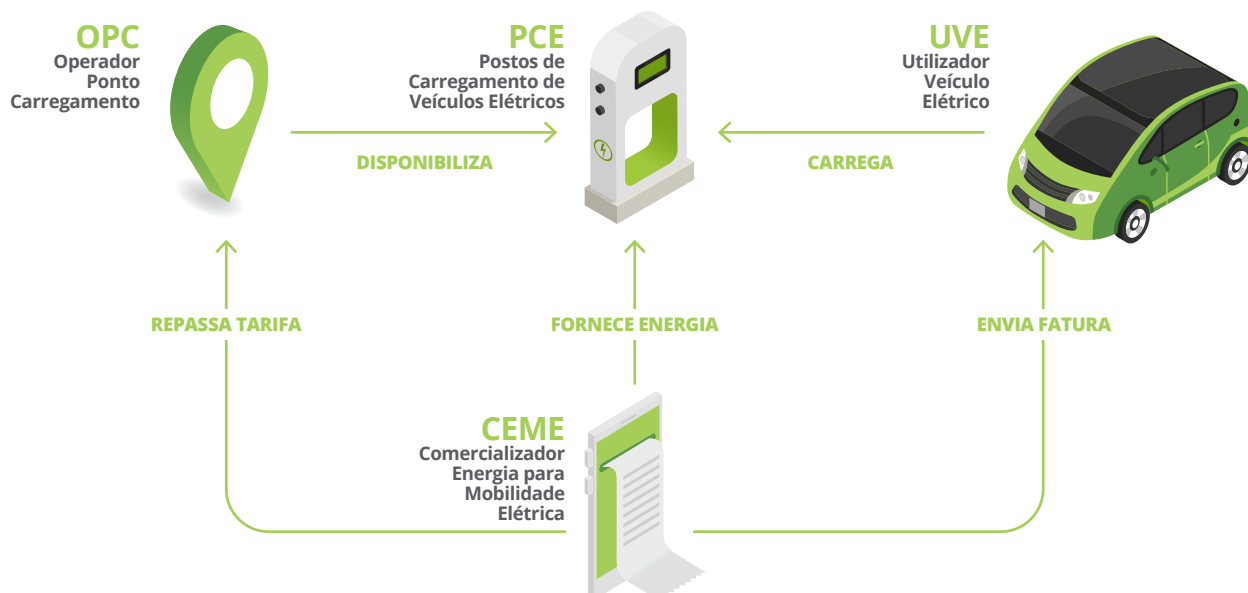 OPC
Operador
Ponto
Carregamento
PCE
Postos de
Carregamento de
Veículos Elétricos
UVE
Utilizador
Veículo
Elétrico
DISPONIBILIZA
CARREGA
REPASSA TARIFA
FORNECE ENERGIA
ENVIA FATURA
CEME
Comercializador
Energia para
Mobilidade
Elétrica